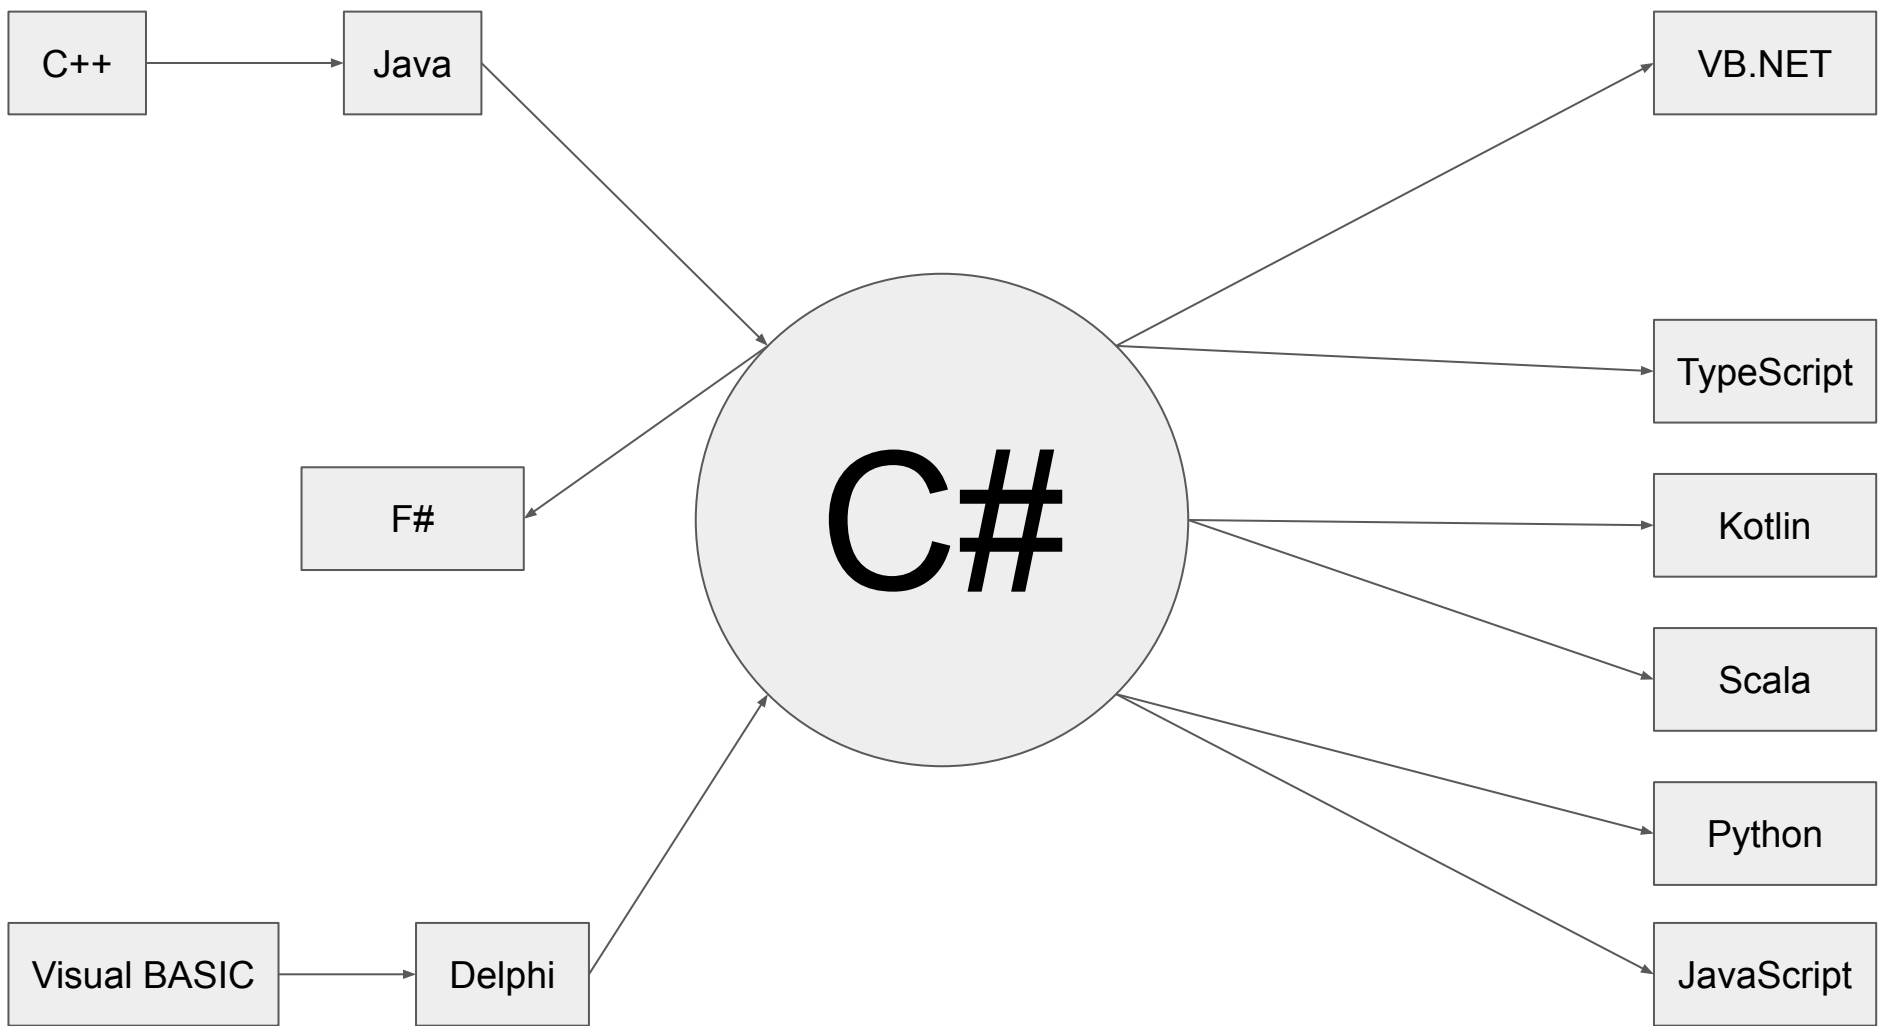 C++
Java
VB.NET
TypeScript
F#
C#
Kotlin
Scala
Python
Visual BASIC
Delphi
JavaScript